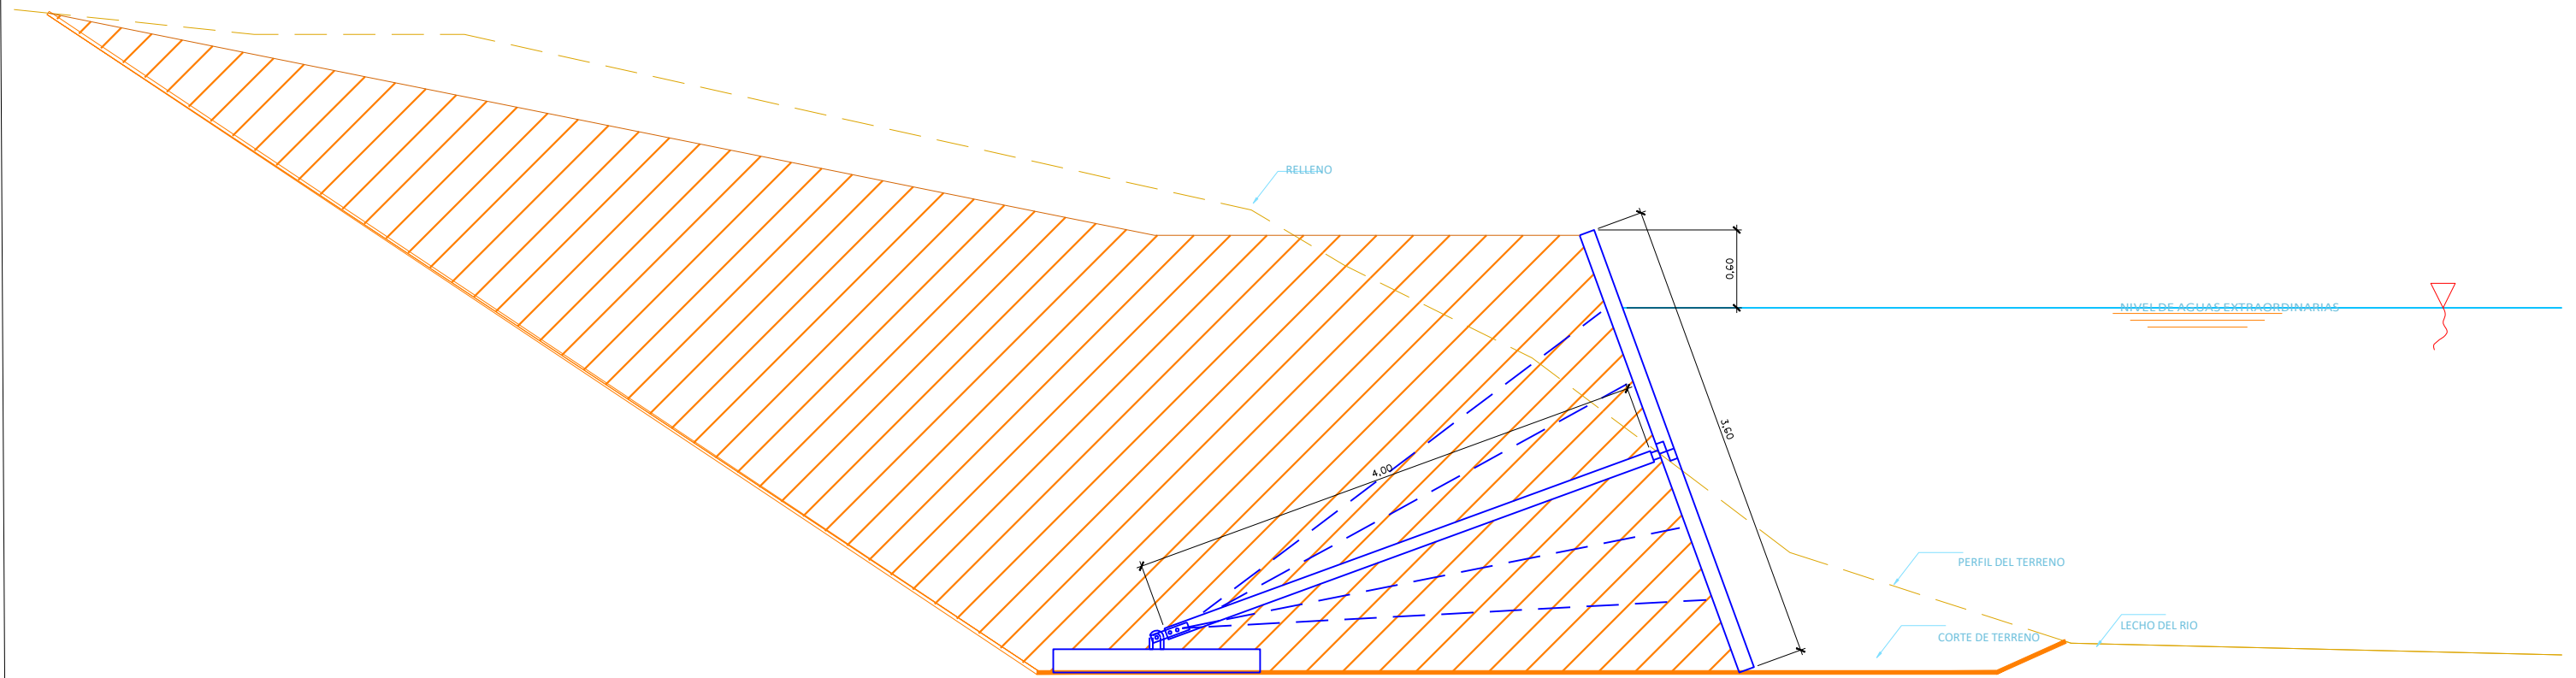 RELLENO
0,60
NIVEL DE AGUAS EXTRAORDINARIAS
3,60
4,00
PERFIL DEL TERRENO
LECHO DEL RIO
CORTE DE TERRENO